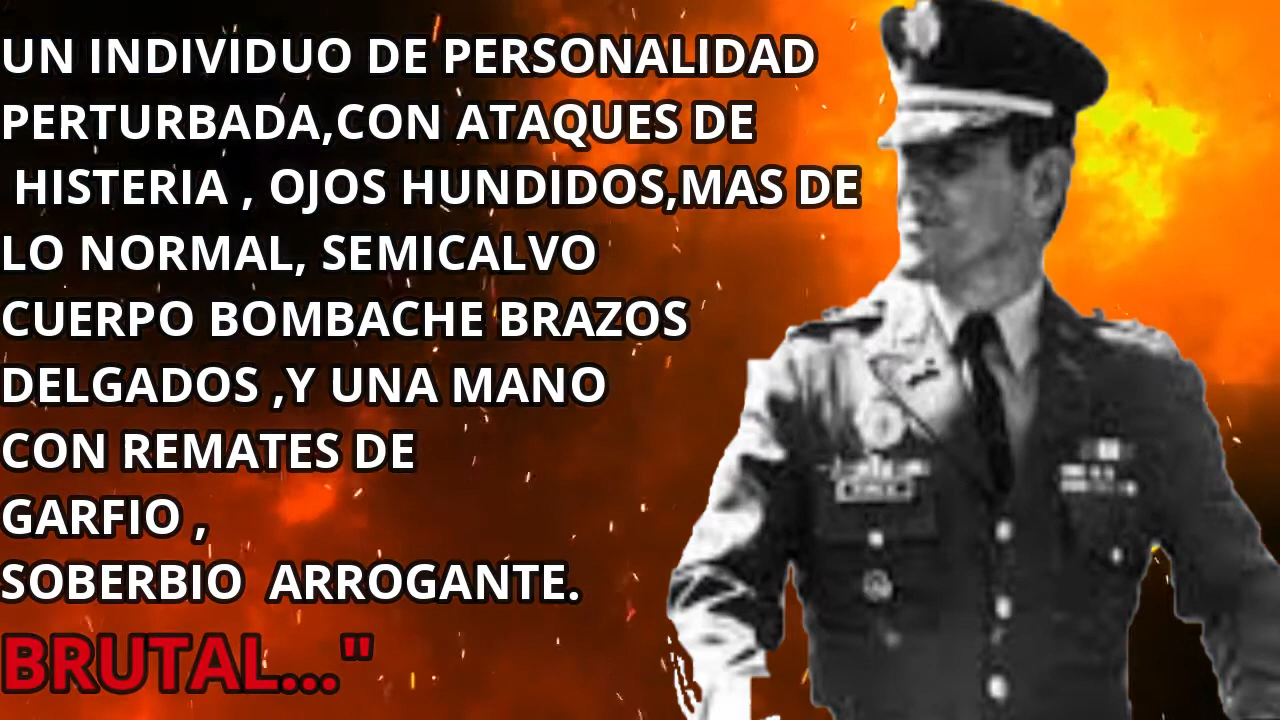 UN INDIVIDUO DE PERSONALIDAD
PERTURBADA,CON ATAQUES DE
HISTERIA , OJOS HUNDIDOS,MAS DE
LO NORMAL, SEMICALVO
CUERPO BOMBACHE BRAZOS
DELGADOS ,Y UNA MANO
CON REMATES DE
GARFIO ,
SOBERBIO  ARROGANTE.
BRUTAL..."